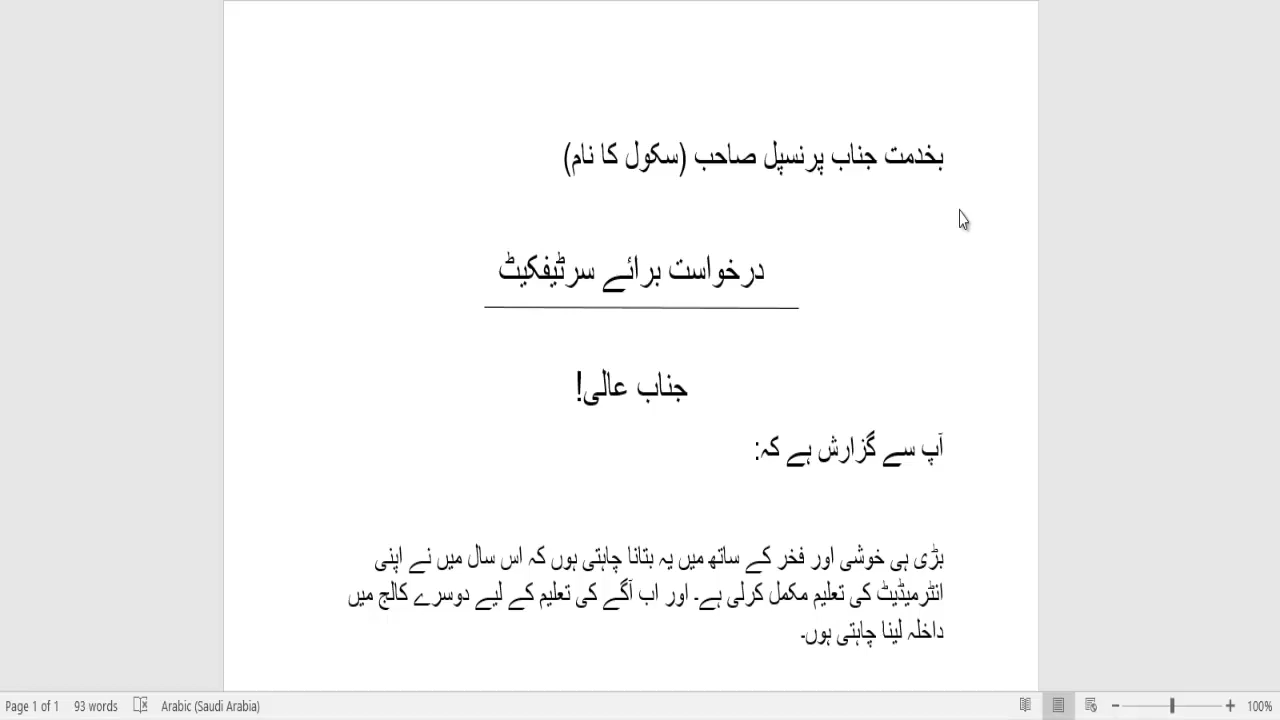 بخدمت جناب پرنسپل صاحب (سکول کا نام)
درخواست برائے سرٹیفکیٹ
جناب عالی!
آپ سے گزارش ہے کہ:
بڑی ہی خوشی اور فخر کے ساتھ میں یہ بتانا چاہتی ہوں کہ اس سال میں نے اپنی
انٹرمیڈیٹ کی تعلیم مکمل کرلی ہے۔ اور اب آگے کی تعلیم کے لیے دوسرے کالج میں
داخلہ لینا چاہتی ہوں۔
Page 1 of 1 93 words Arabic (Saudi Arabia) 100%